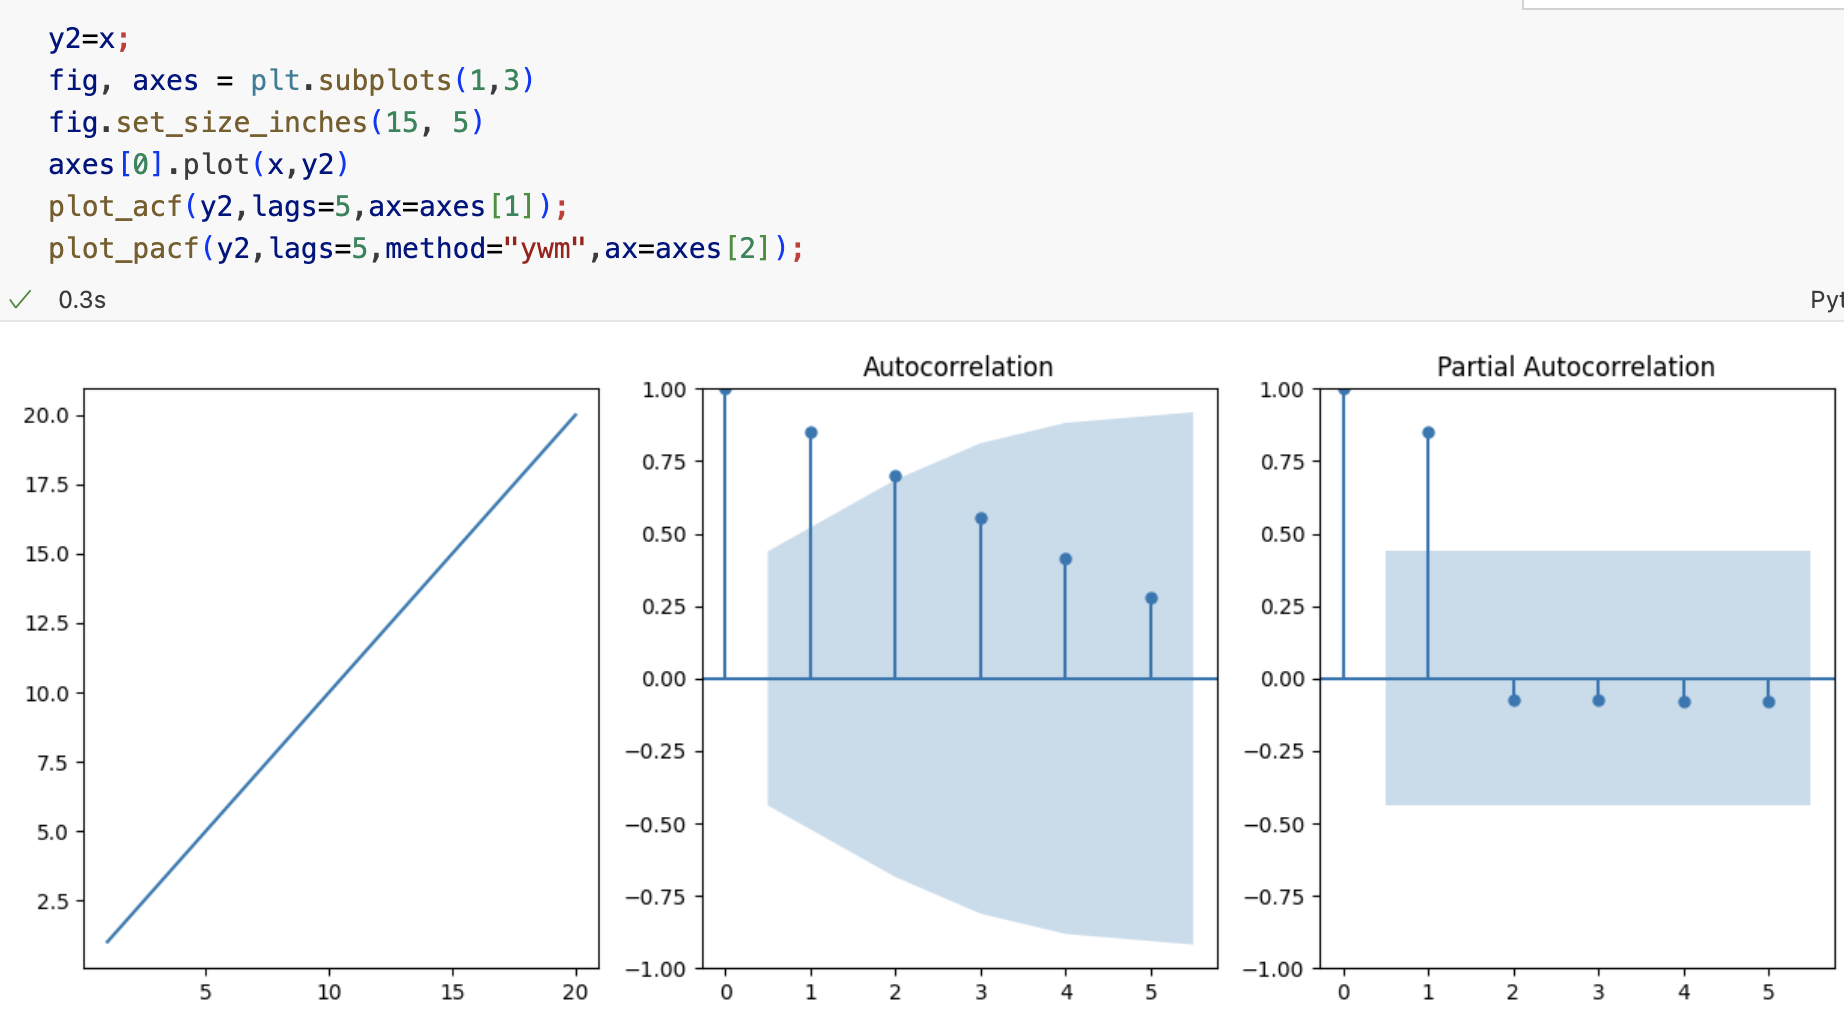 y2=x;
fig, axes = plt.subplots(1,3)
fig.set_size_inches(15, 5)
axes[0].plot(x,y2)
plot_acf(y2,lags=5,ax=axes[1]);
plot_pacf(y2,lags=5,method="ywm",ax=axes[2]);
0.3s
Pyt
Autocorrelation
Partial Autocorrelation
20.0
17.5
15.0
12.5
10.0
7.5
5.0
2.5
5 10 15 20
1.00
0.75
0.50
0.25
0.00
−0.25
−0.50
−0.75
−1.00
0 1 2 3 4 5
1.00
0.75
0.50
0.25
0.00
−0.25
−0.50
−0.75
−1.00
0 1 2 3 4 5